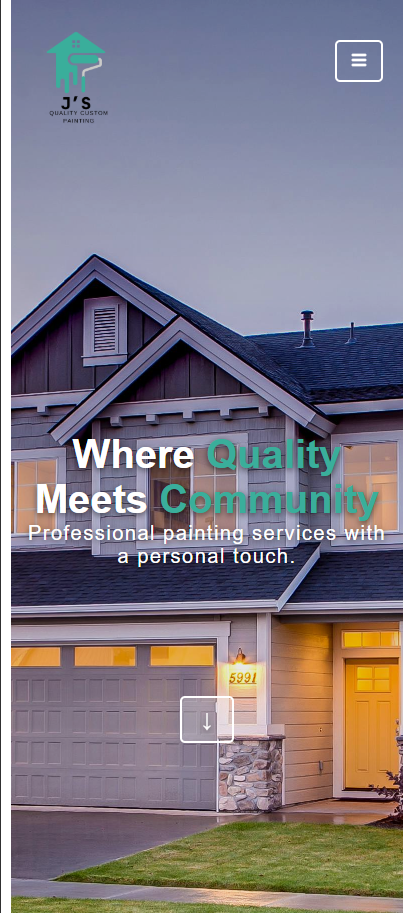 J'S
QUALITY CUSTOM
PAINTING
Where Quality
Meets Community
Professional painting services with
a personal touch.
5991